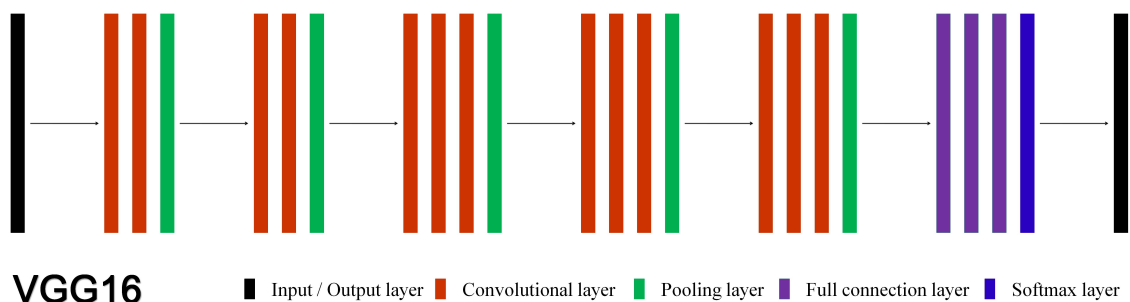 VGG16
Input / Output layer Convolutional layer Pooling layer Full connection layer Softmax layer